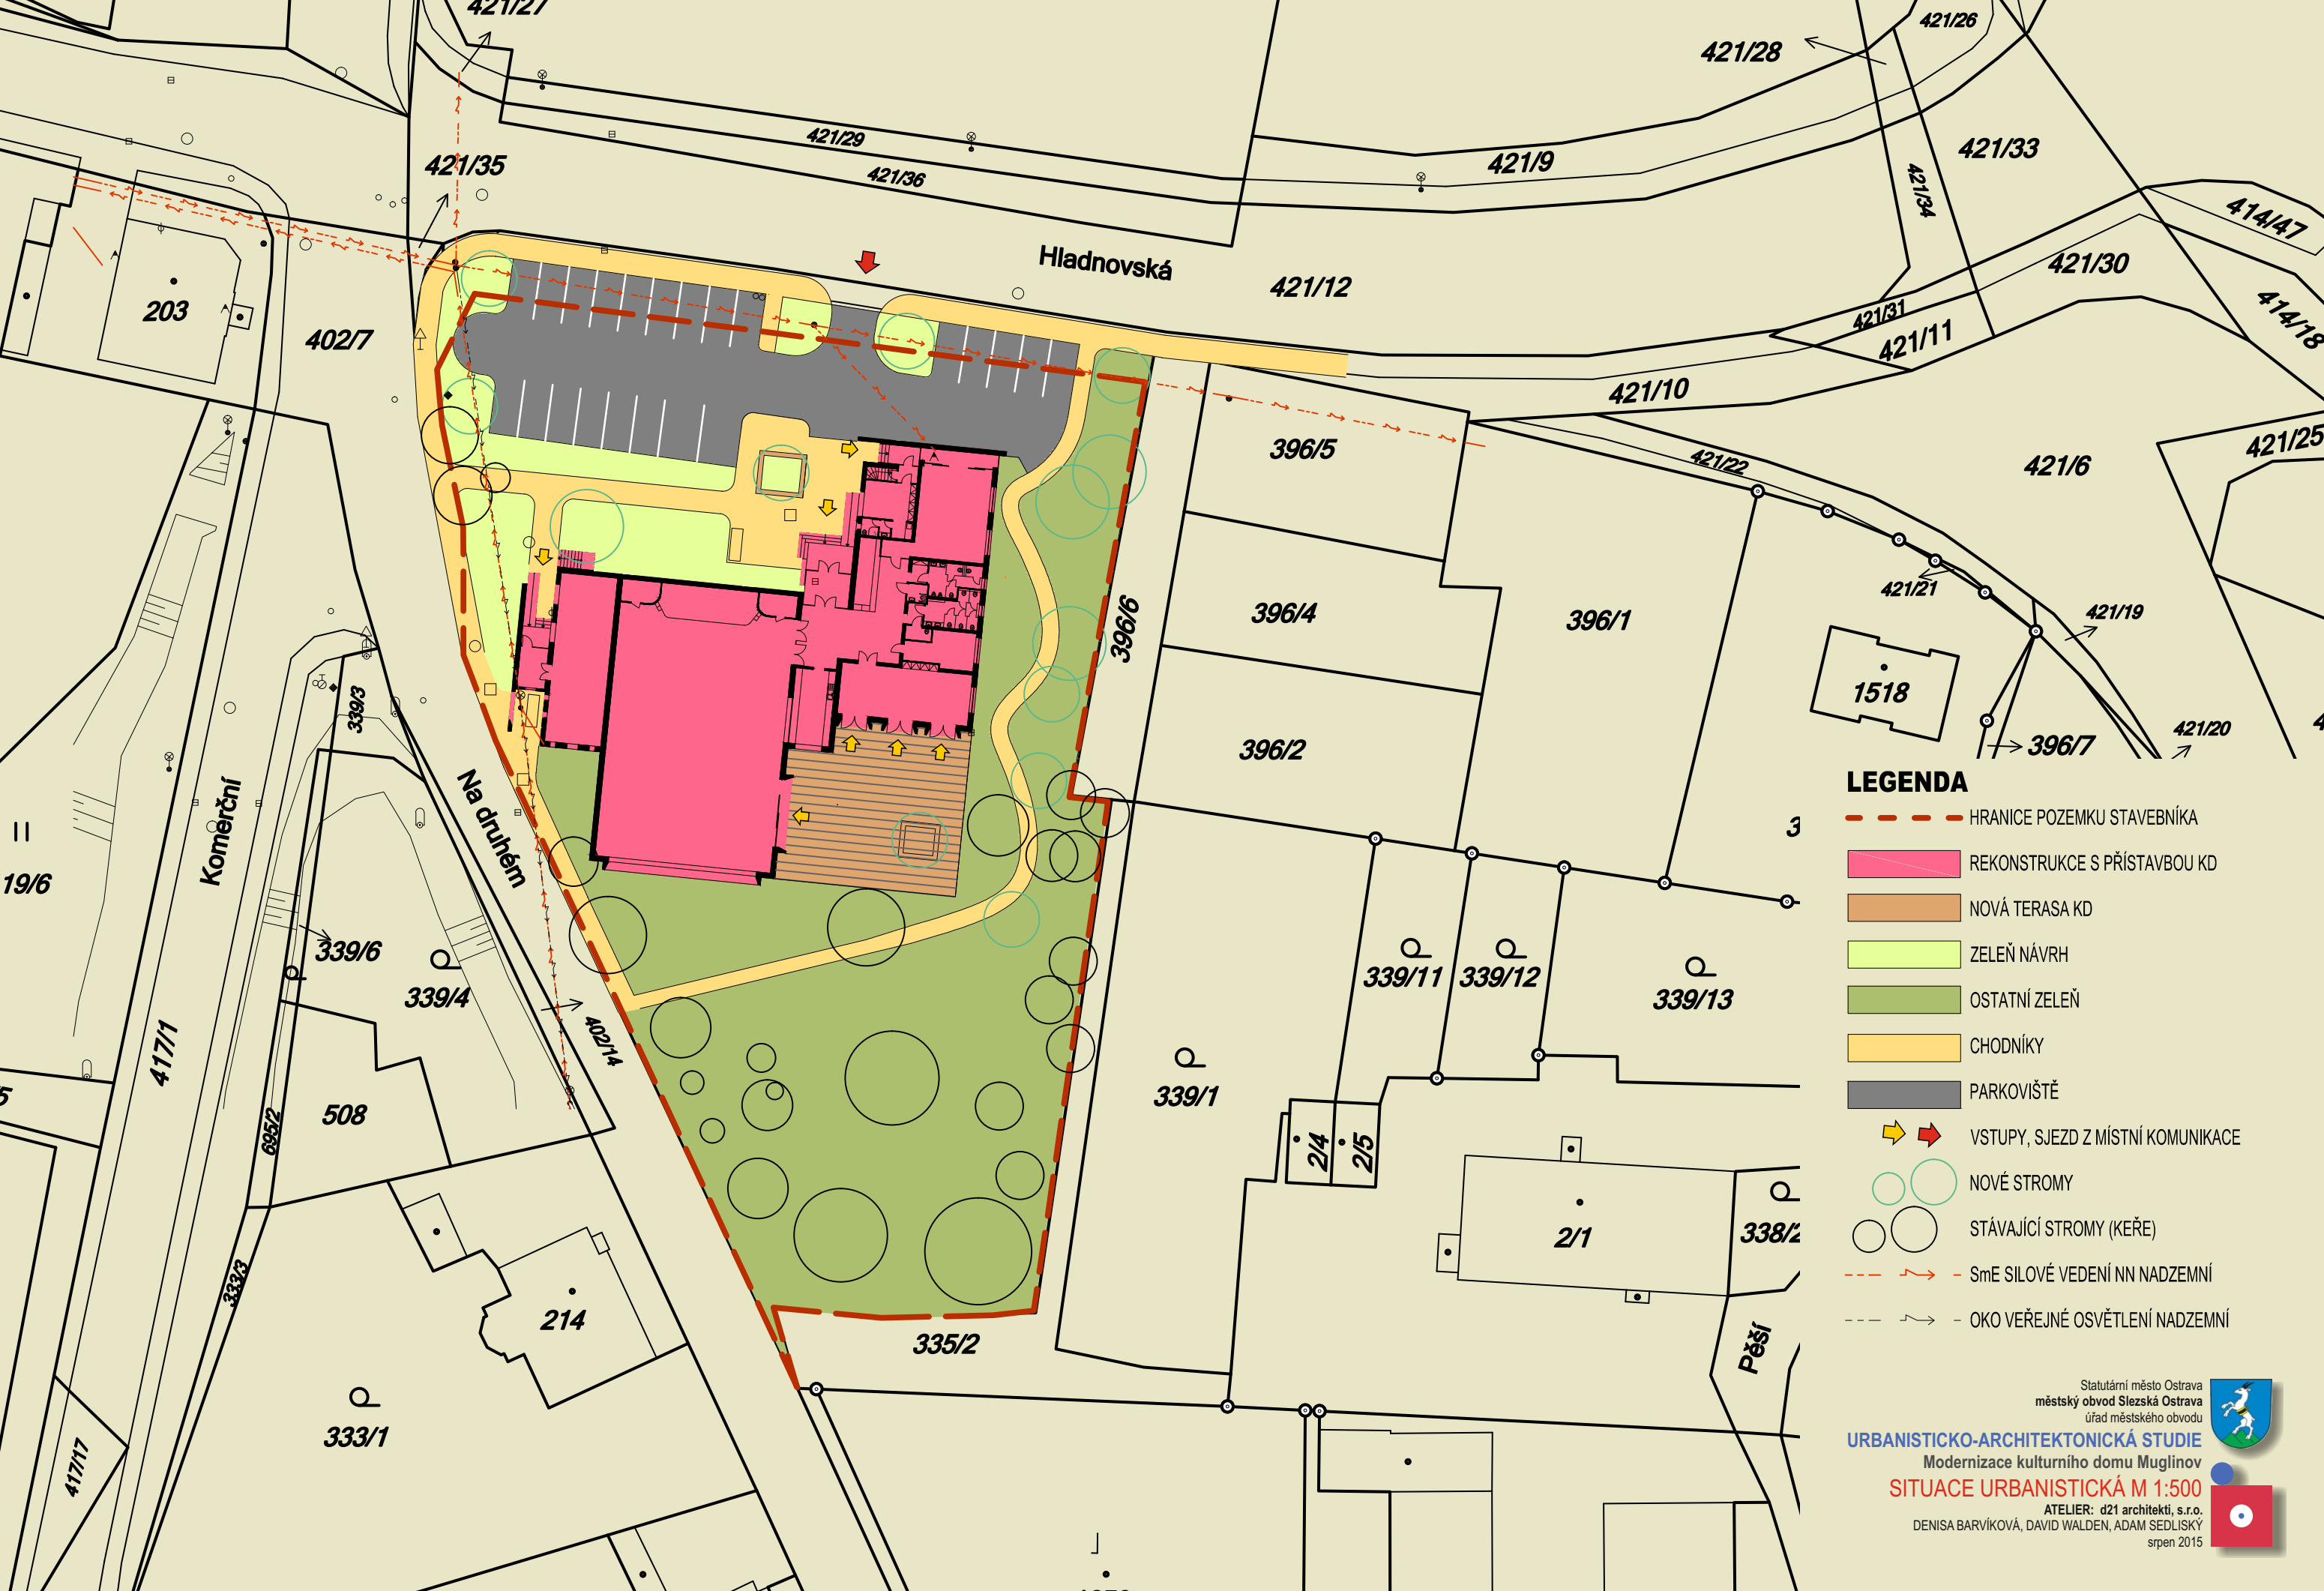 421/27
421/26
421/28
421/29
421/9
421/33
421/35
421/36
421/34
414/47
Hladnovská
421/12
421/30
203
402/7
421/31
414/18
421/11
421/10
396/5
421/22
421/6
421/25
396/4
396/6
396/1
421/21
421/19
339/3
1518
396/2
421/20
396/7
Komerční
Na druhém
19/6
339/6
339/4
339/11
339/12
339/13
417/1
402/14
339/1
695/2
508
2/4
2/5
2/1
333/3
214
335/2
Pěší
333/1
417/17
LEGENDA
HRANICE POZEMKU STAVEBNÍKA
REKONSTRUKCE S PŘÍSTAVBOU KD
NOVÁ TERASA KD
ZELEŇ NÁVRH
OSTATNÍ ZELEŇ
CHODNÍKY
PARKOVIŠTĚ
VSTUPY, SJEZD Z MÍSTNÍ KOMUNIKACE
NOVÉ STROMY
STÁVAJÍCÍ STROMY (KEŘE)
SmE SILOVÉ VEDENÍ NN NADZEMNÍ
OKO VEŘEJNÉ OSVĚTLENÍ NADZEMNÍ
Statutární město Ostrava
městský obvod Slezská Ostrava
úřad městského obvodu
URBANISTICKO-ARCHITEKTONICKÁ STUDIE
Modernizace kulturního domu Muglinov
SITUACE URBANISTICKÁ M 1:500
ATELIER: d21 architekti, s.r.o.
DENISA BARVÍKOVÁ, DAVID WALDEN, ADAM SEDLISKÝ
srpen 2015